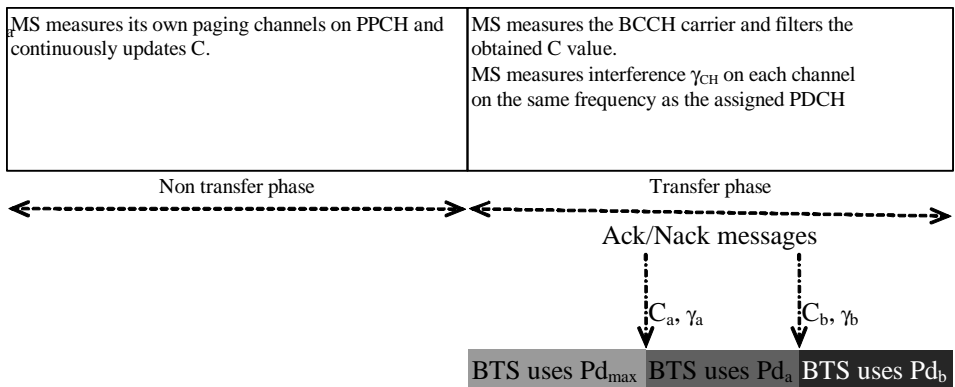 aMS measures its own paging channels on PPCH and
continuously updates C.
MS measures the BCCH carrier and filters the
obtained C value.
MS measures interference γCH on each channel
on the same frequency as the assigned PDCH
Non transfer phase
Transfer phase
Ack/Nack messages
Ca, γa
Cb, γb
BTS uses Pdmax
BTS uses Pda
BTS uses Pdb